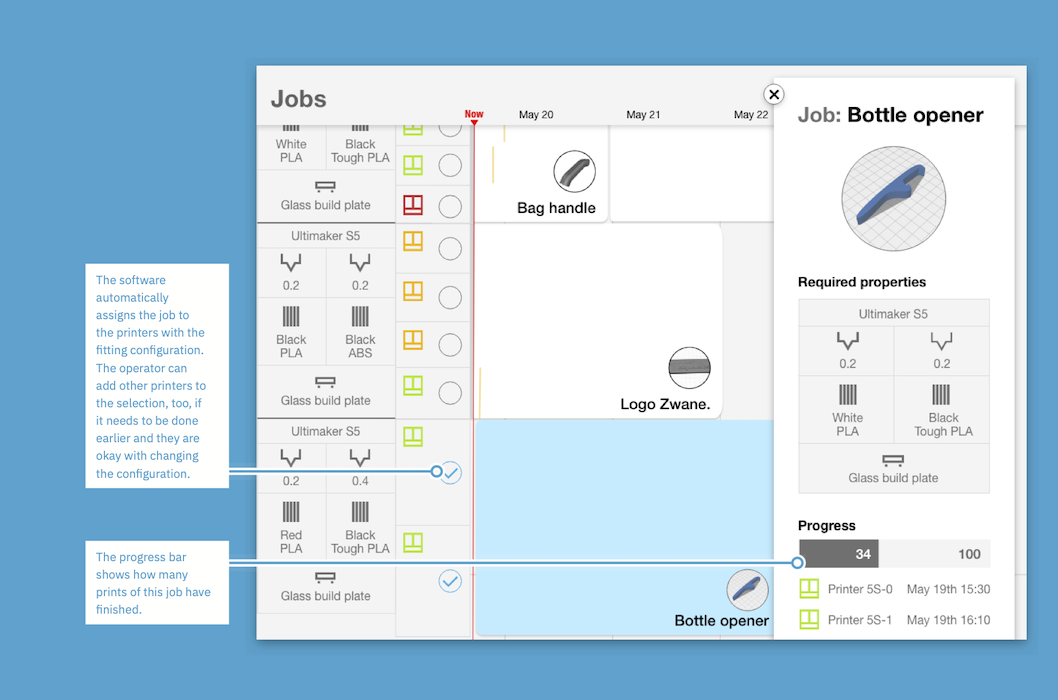 Jobs
Now
May 20
May 21
May 22
White
PLA
Black
Tough PLA
Glass build plate
Bag handle
Ultimaker S5
0.2
0.2
Black
PLA
Black
ABS
Glass build plate
Logo Zwane.
Ultimaker S5
0.2
0.4
Red
PLA
Black
Tough PLA
Glass build plate
Bottle opener
Job: Bottle opener
Required properties
Ultimaker S5
0.2
0.2
White
PLA
Black
Tough PLA
Glass build plate
Progress
34
100
Printer 5S-0 May 19th 15:30
Printer 5S-1 May 19th 16:10
The software
automatically
assigns the job to
the printers with the
fitting configuration.
The operator can
add other printers to
the selection, too, if
it needs to be done
earlier and they are
okay with changing
the configuration.
The progress bar
shows how many
prints of this job have
finished.